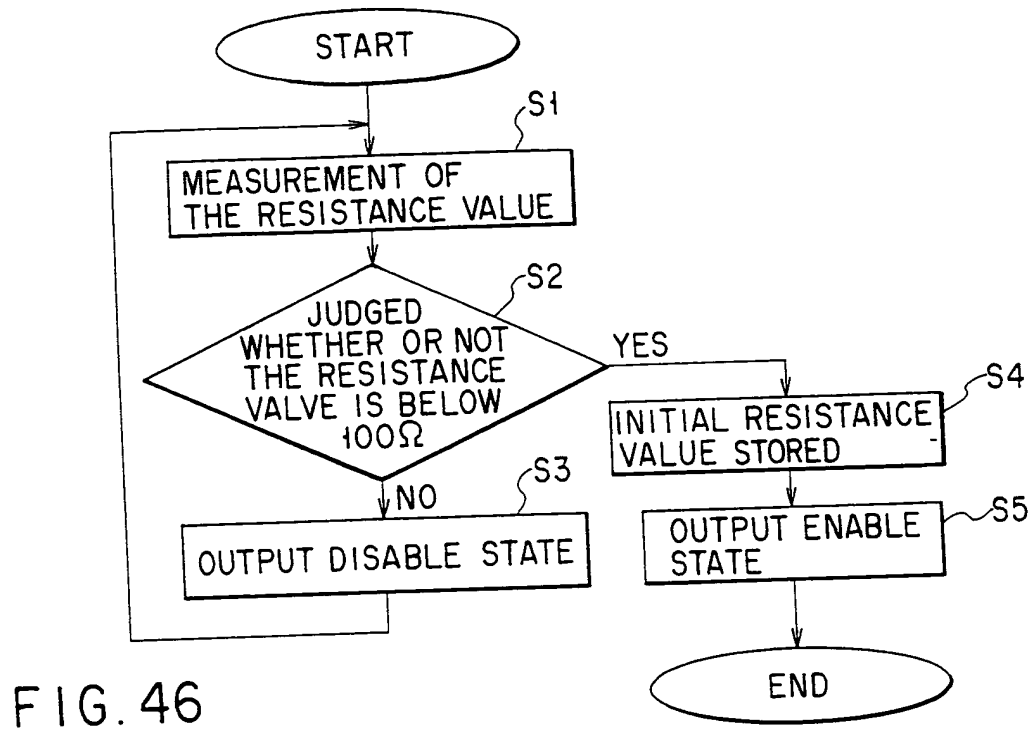 START
S1
MEASUREMENT OF
THE RESISTANCE VALUE
S2
JUDGED
WHETHER OR NOT
THE RESISTANCE
VALVE IS BELOW
100Ω
YES
NO
S3
OUTPUT DISABLE STATE
S4
INITIAL RESISTANCE
VALUE STORED
S5
OUTPUT ENABLE
STATE
END
FIG. 46